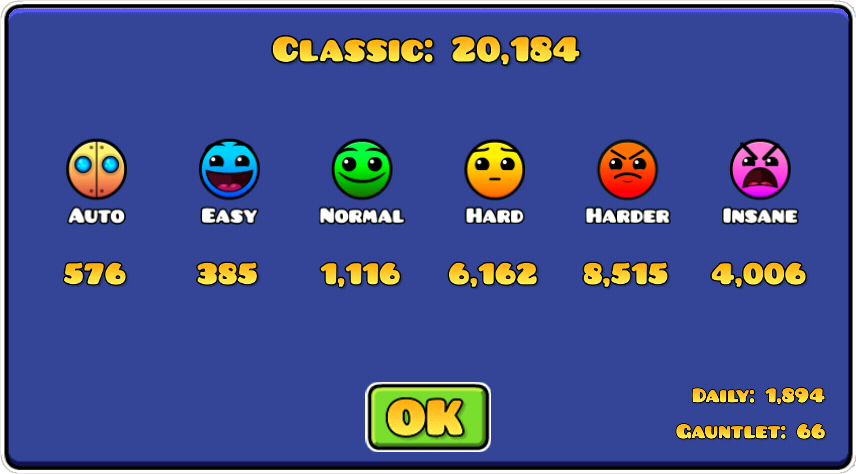 Classic: 20,184
Auto Easy Normal Hard Harder Insane
576 385 1,116 6,162 8,515 4,006
OK
Daily: 1,894
Gauntlet: 66